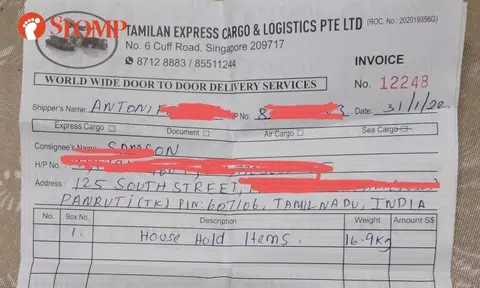 STOMP
TAMILAN EXPRESS CARGO & LOGISTICS PTE LTD (ROC. No. 202019356G)
No. 6 Cuff Road, Singapore 209717
8712 8883 / 85511244
INVOICE
WORLD WIDE DOOR TO DOOR DELIVERY SERVICES
No. 12248
Shipper's Name: ANTONI P No: 8 3 Date: 31/1/22
Express Cargo Document Air Cargo Sea Cargo
Consignee's Name: SAMSON
H/P No.
Address: 125 SOUTH STREET,
PANRUTI(TK) PIN: 607106, TAMILNADU, INDIA
No. Box No. Description Weight Amount S$
1. House Hold Items. 16.9kg